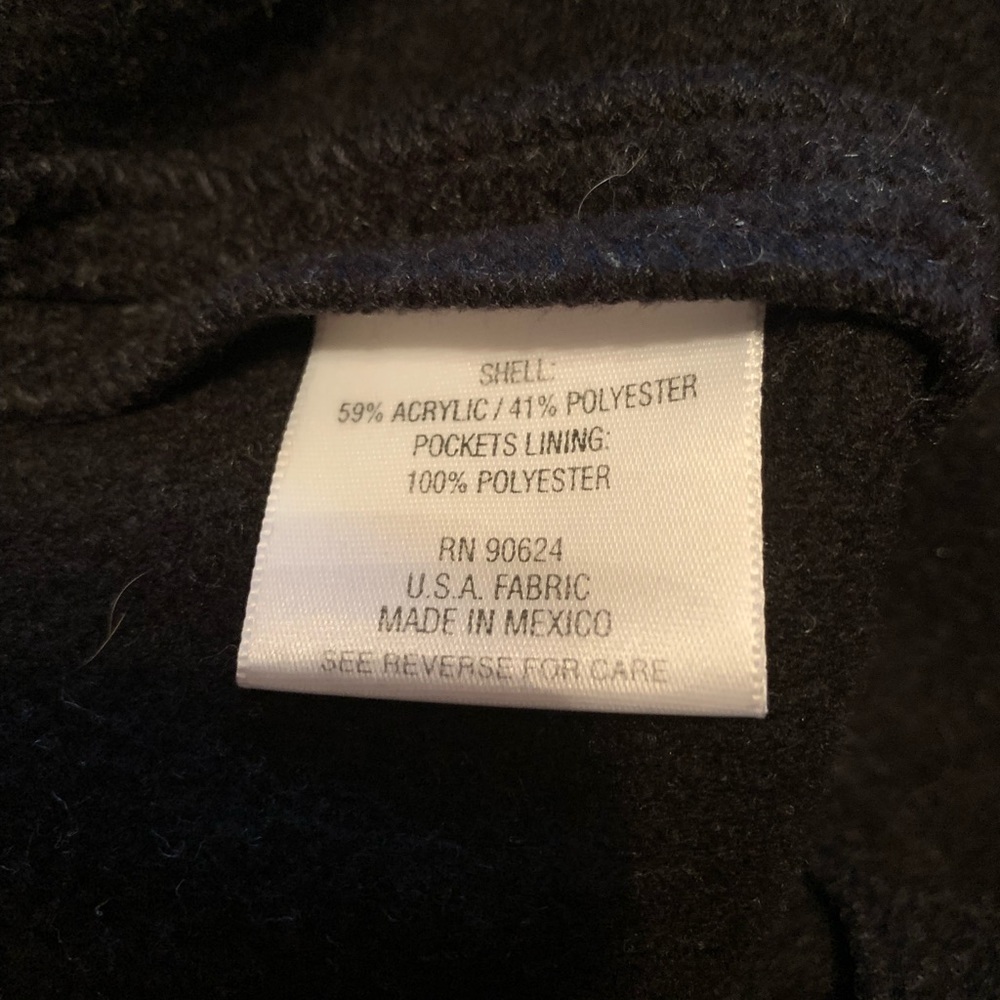 SHELL:
59% ACRYLIC / 41% POLYESTER
POCKETS LINING:
100% POLYESTER
RN 90624
U.S.A. FABRIC
MADE IN MEXICO
SEE REVERSE FOR CARE